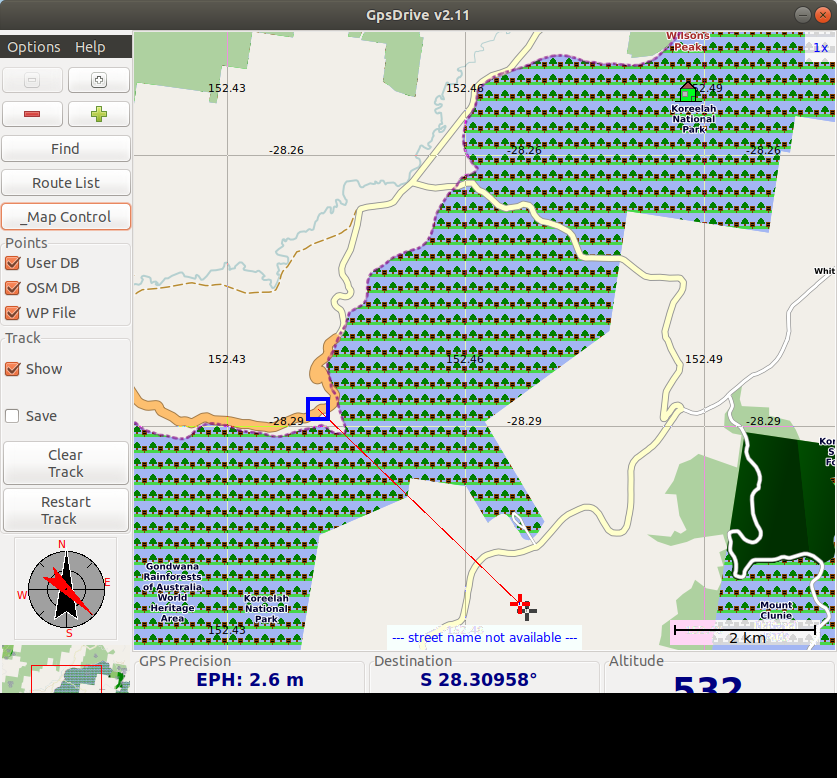 GpsDrive v2.11
Options Help
Find
Route List
_Map Control
Points
User DB
OSM DB
WP File
Track
Show
Save
Clear
Track
Restart
Track
N
W E
S
Wilsons
Peak
1x
152.43 152.46 152.49
Koreelah
National
Park
-28.26 -28.26 -28.26
Whit
152.43 152.46 152.49
-28.29 -28.29 -28.29
Kor
S
Fo
Gondwana
Rainforests
of Australia
World
Heritage
Area
Koreelah
National
Park
Mount
Clunie
152.43 152.46
--- street name not available ---
2 km
GPS Precision
EPH: 2.6 m
Destination
S 28.30958°
Altitude
532